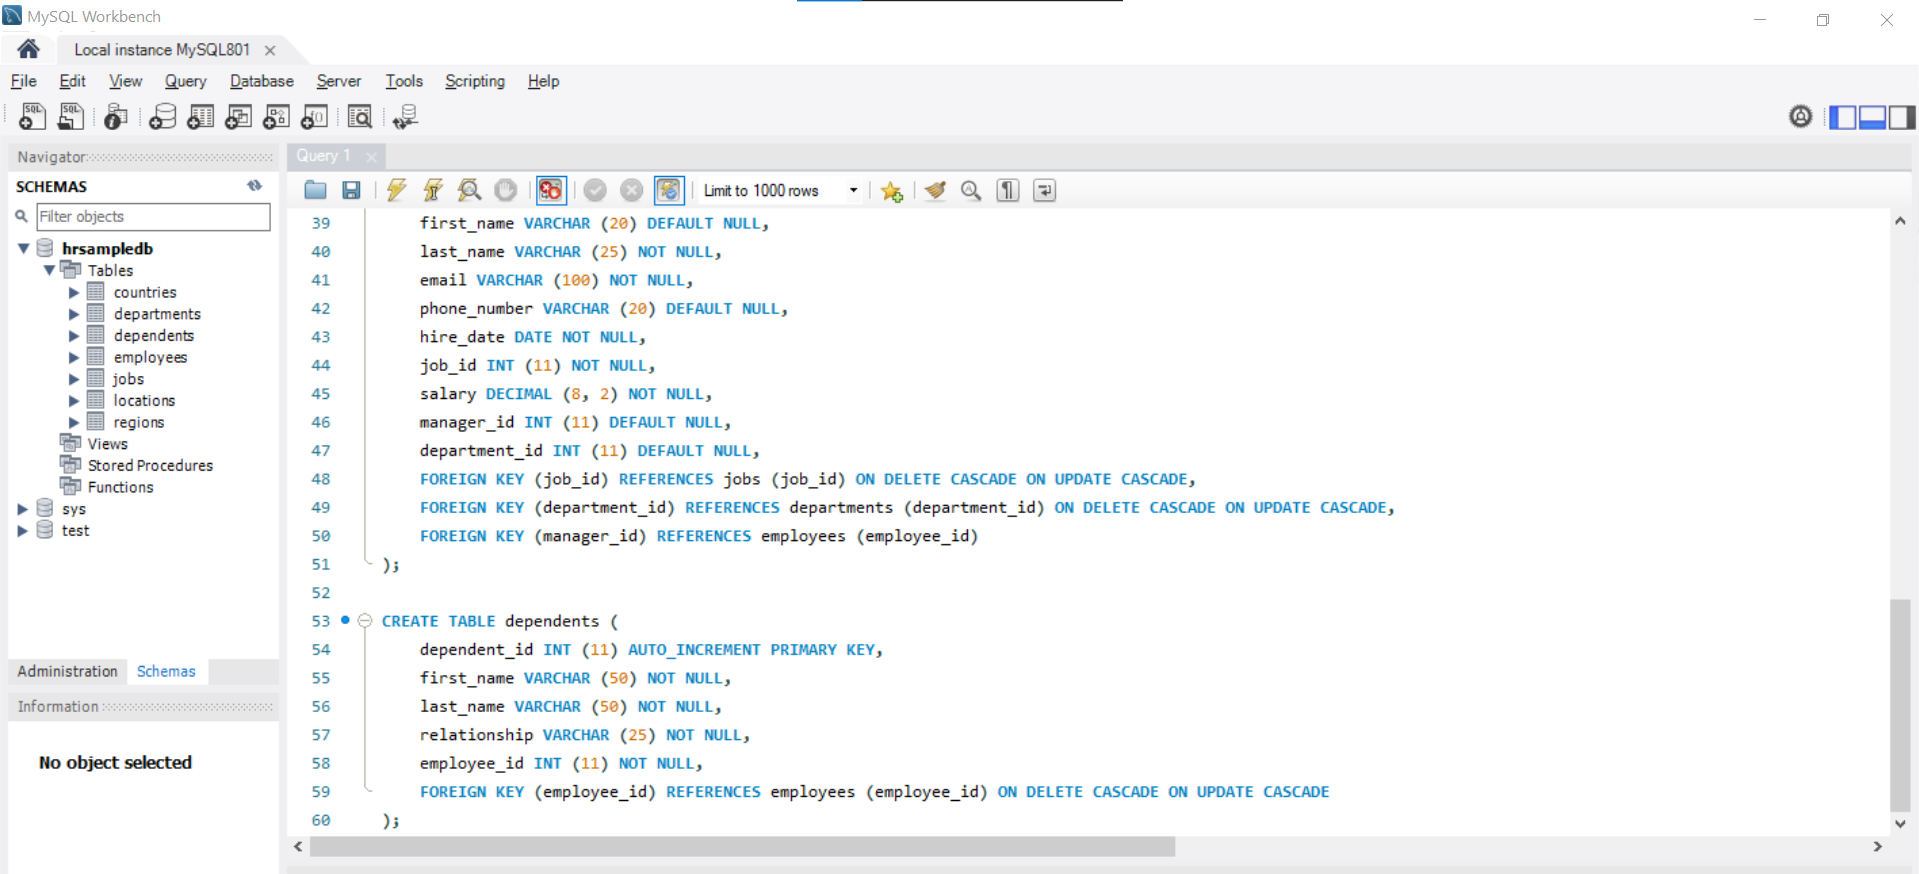 MySQL Workbench
Local instance MySQL801
File Edit View Query Database Server Tools Scripting Help
Navigator
Query 1
SCHEMAS
Limit to 1000 rows
Filter objects
hrsampledb
Tables
countries
departments
dependents
employees
jobs
locations
regions
Views
Stored Procedures
Functions
sys
test
Administration Schemas
Information
No object selected
39 first_name VARCHAR (20) DEFAULT NULL,
40 last_name VARCHAR (25) NOT NULL,
41 email VARCHAR (100) NOT NULL,
42 phone_number VARCHAR (20) DEFAULT NULL,
43 hire_date DATE NOT NULL,
44 job_id INT (11) NOT NULL,
45 salary DECIMAL (8, 2) NOT NULL,
46 manager_id INT (11) DEFAULT NULL,
47 department_id INT (11) DEFAULT NULL,
48 FOREIGN KEY (job_id) REFERENCES jobs (job_id) ON DELETE CASCADE ON UPDATE CASCADE,
49 FOREIGN KEY (department_id) REFERENCES departments (department_id) ON DELETE CASCADE ON UPDATE CASCADE,
50 FOREIGN KEY (manager_id) REFERENCES employees (employee_id)
51 );
52
53 CREATE TABLE dependents (
54 dependent_id INT (11) AUTO_INCREMENT PRIMARY KEY,
55 first_name VARCHAR (50) NOT NULL,
56 last_name VARCHAR (50) NOT NULL,
57 relationship VARCHAR (25) NOT NULL,
58 employee_id INT (11) NOT NULL,
59 FOREIGN KEY (employee_id) REFERENCES employees (employee_id) ON DELETE CASCADE ON UPDATE CASCADE
60 );